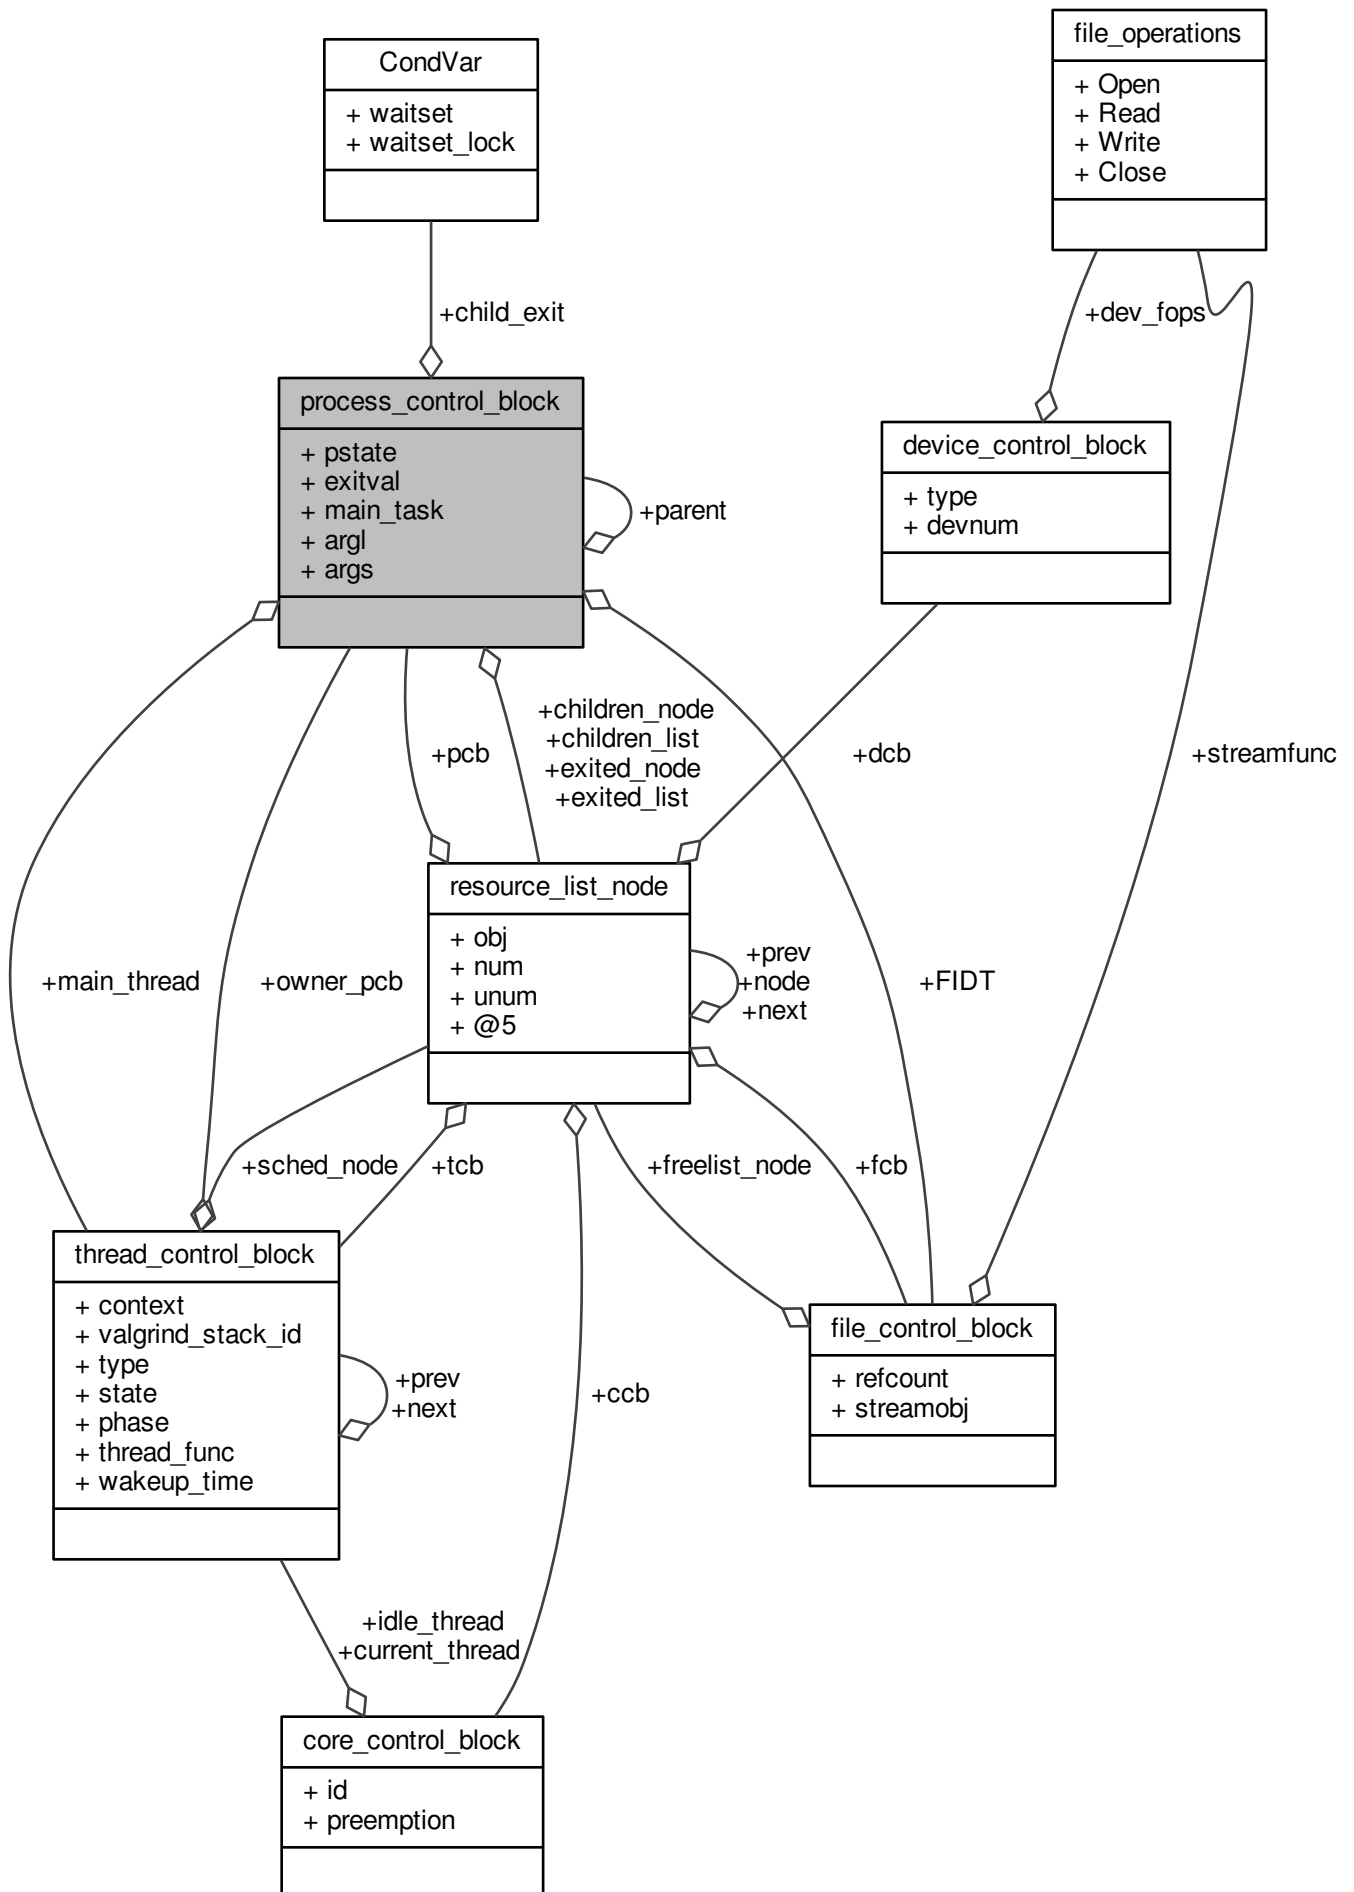 file_operations
+ Open
+ Read
+ Write
+ Close
CondVar
+ waitset
+ waitset_lock
+child_exit
+dev_fops
process_control_block
+ pstate
+ exitval
+ main_task
+ argl
+ args
+parent
device_control_block
+ type
+ devnum
+pcb
+children_node
+children_list
+exited_node
+exited_list
+dcb
+streamfunc
resource_list_node
+ obj
+ num
+ unum
+ @5
+prev
+node
+next
+main_thread
+owner_pcb
+FIDT
+sched_node
+tcb
+freelist_node
+fcb
thread_control_block
+ context
+ valgrind_stack_id
+ type
+ state
+ phase
+ thread_func
+ wakeup_time
+prev
+next
+ccb
file_control_block
+ refcount
+ streamobj
+idle_thread
+current_thread
core_control_block
+ id
+ preemption